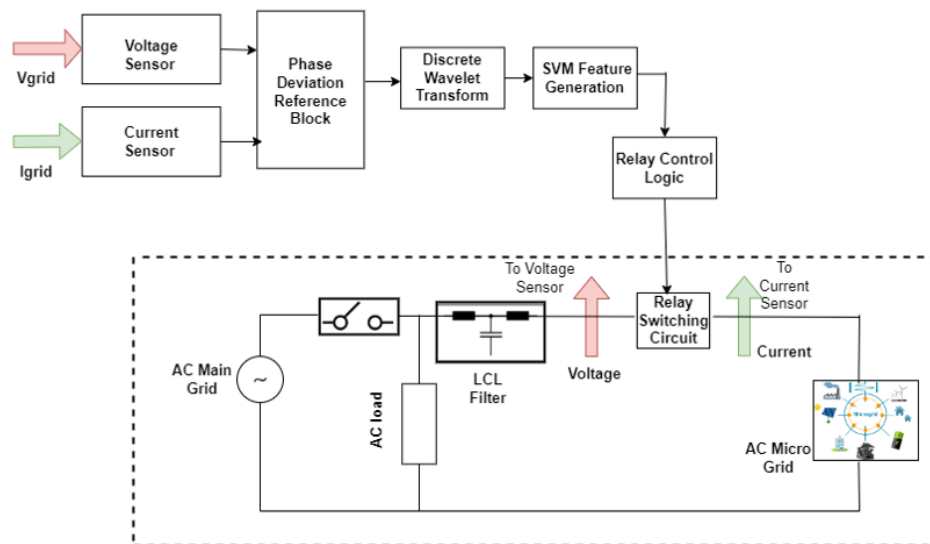 Vgrid
Voltage
Sensor
Igrid
Current
Sensor
Phase
Deviation
Reference
Block
Discrete
Wavelet
Transform
SVM Feature
Generation
Relay Control
Logic
To Voltage
Sensor
To
Current
Sensor
Relay
Switching
Circuit
Voltage
Current
AC Main
Grid
~
AC load
LCL
Filter
AC Micro
Grid
Microgrid